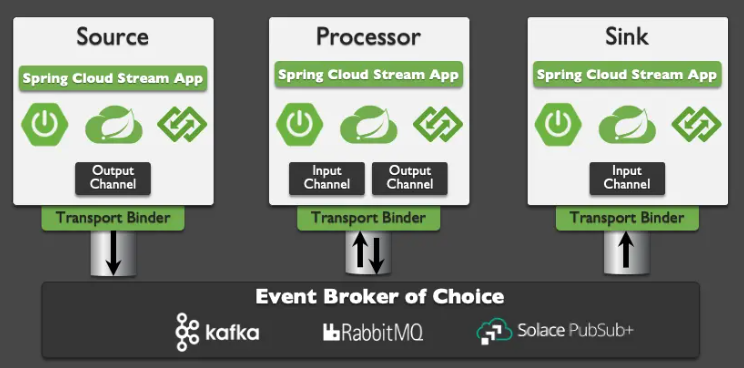 Source
Spring Cloud Stream App
Output
Channel
Transport Binder
Processor
Spring Cloud Stream App
Input
Channel
Output
Channel
Transport Binder
Sink
Spring Cloud Stream App
Input
Channel
Transport Binder
Event Broker of Choice
kafka
RabbitMQ
Solace PubSub+